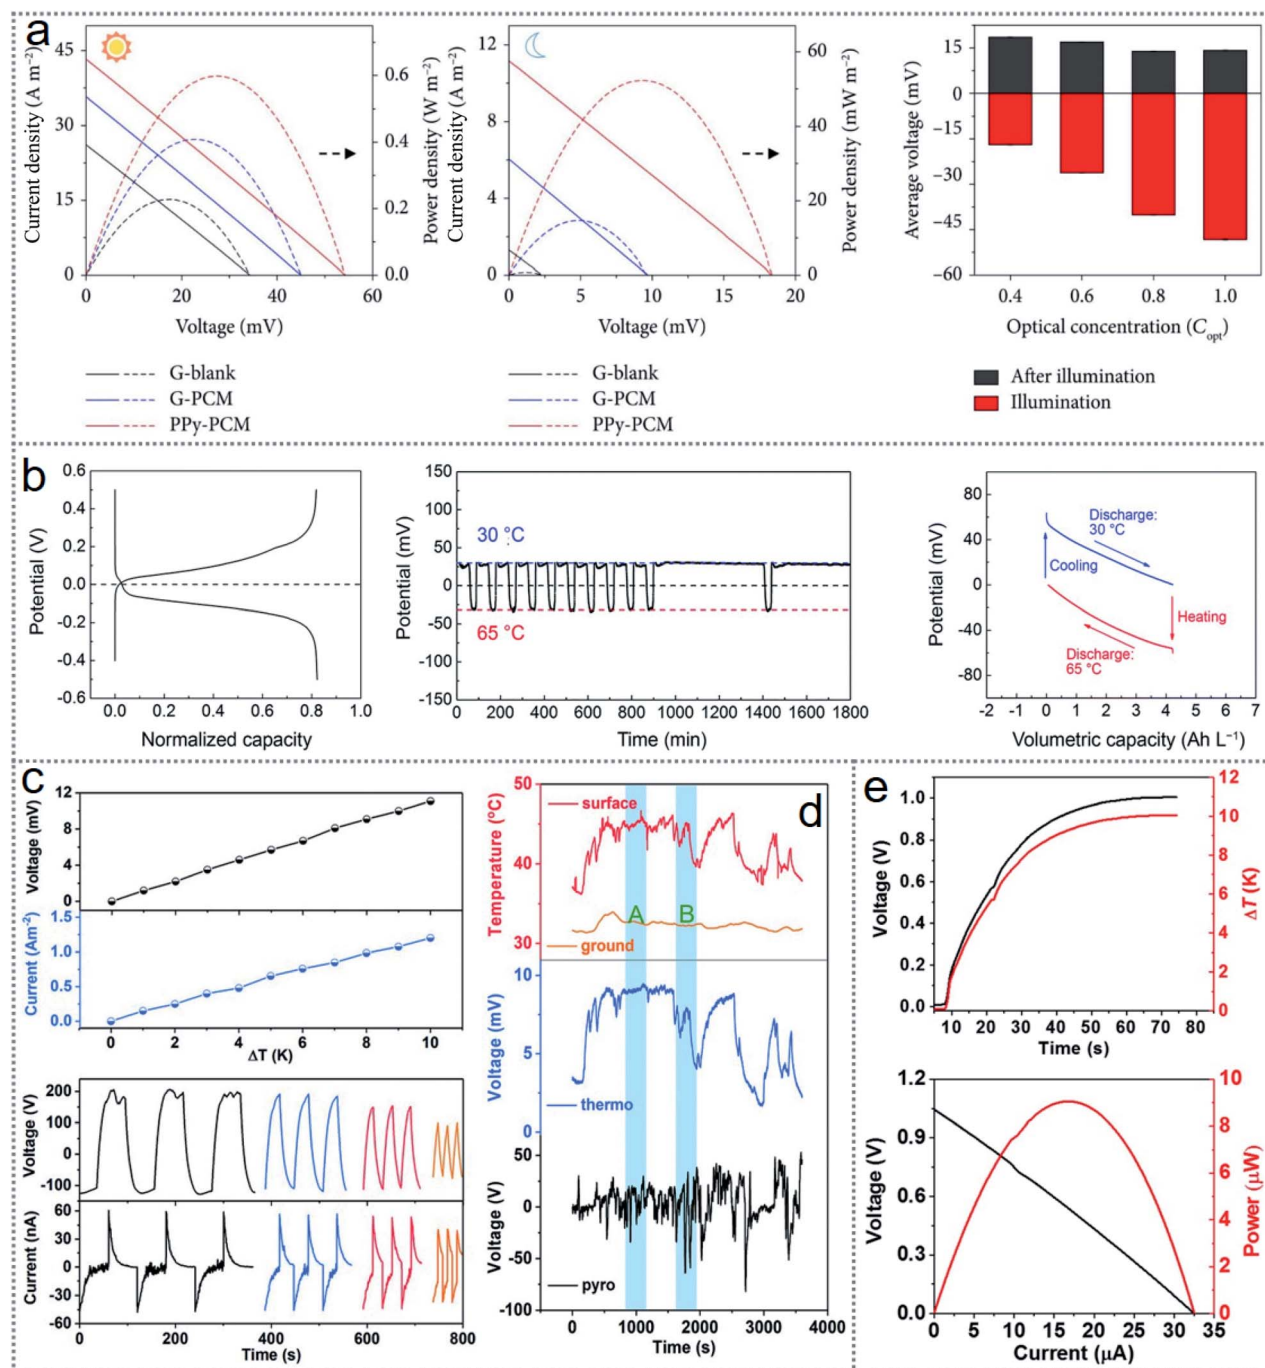 a
45
30
15
0
0.6
0.4
0.2
0.0
Current density (A m⁻²)
Power density (W m⁻²)
0 20 40 60
Voltage (mV)
G-blank
G-PCM
PPy-PCM
12
8
4
0
60
40
20
0
Current density (A m⁻²)
Power density (mW m⁻²)
0 5 10 15 20
Voltage (mV)
G-blank
G-PCM
PPy-PCM
15
0
−15
−30
−45
−60
Average voltage (mV)
0.4 0.6 0.8 1.0
Optical concentration (Copt)
After illumination
Illumination
b
0.6
0.4
0.2
0.0
-0.2
-0.4
-0.6
Potential (V)
0.0 0.2 0.4 0.6 0.8 1.0
Normalized capacity
150
100
50
0
-50
-100
-150
Potential (mV)
30 °C
65 °C
0 200 400 600 800 1000 1200 1400 1600 1800
Time (min)
80
40
0
-40
-80
Potential (mV)
Discharge:
30 °C
Cooling
Heating
Discharge:
65 °C
-2 -1 0 1 2 3 4 5 6 7
Volumetric capacity (Ah L⁻¹)
c
12
8
4
0
Voltage (mV)
1.5
1.0
0.5
0.0
Current (Am⁻²)
0 2 4 6 8 10
ΔT (K)
200
100
0
-100
Voltage (V)
60
30
0
-30
-60
Current (nA)
0 200 400 600 800
Time (s)
d
50
40
30
Temperature (°C)
surface
A B
ground
10
5
0
Voltage (mV)
thermo
50
0
-50
-100
Voltage (V)
pyro
0 1000 2000 3000 4000
Time (s)
e
1.0
0.8
0.6
0.4
0.2
0.0
Voltage (V)
12
10
8
6
4
2
0
ΔT (K)
10 20 30 40 50 60 70 80
Time (s)
1.2
0.9
0.6
0.3
0.0
Voltage (V)
10
8
6
4
2
0
Power (μW)
0 5 10 15 20 25 30 35
Current (μA)